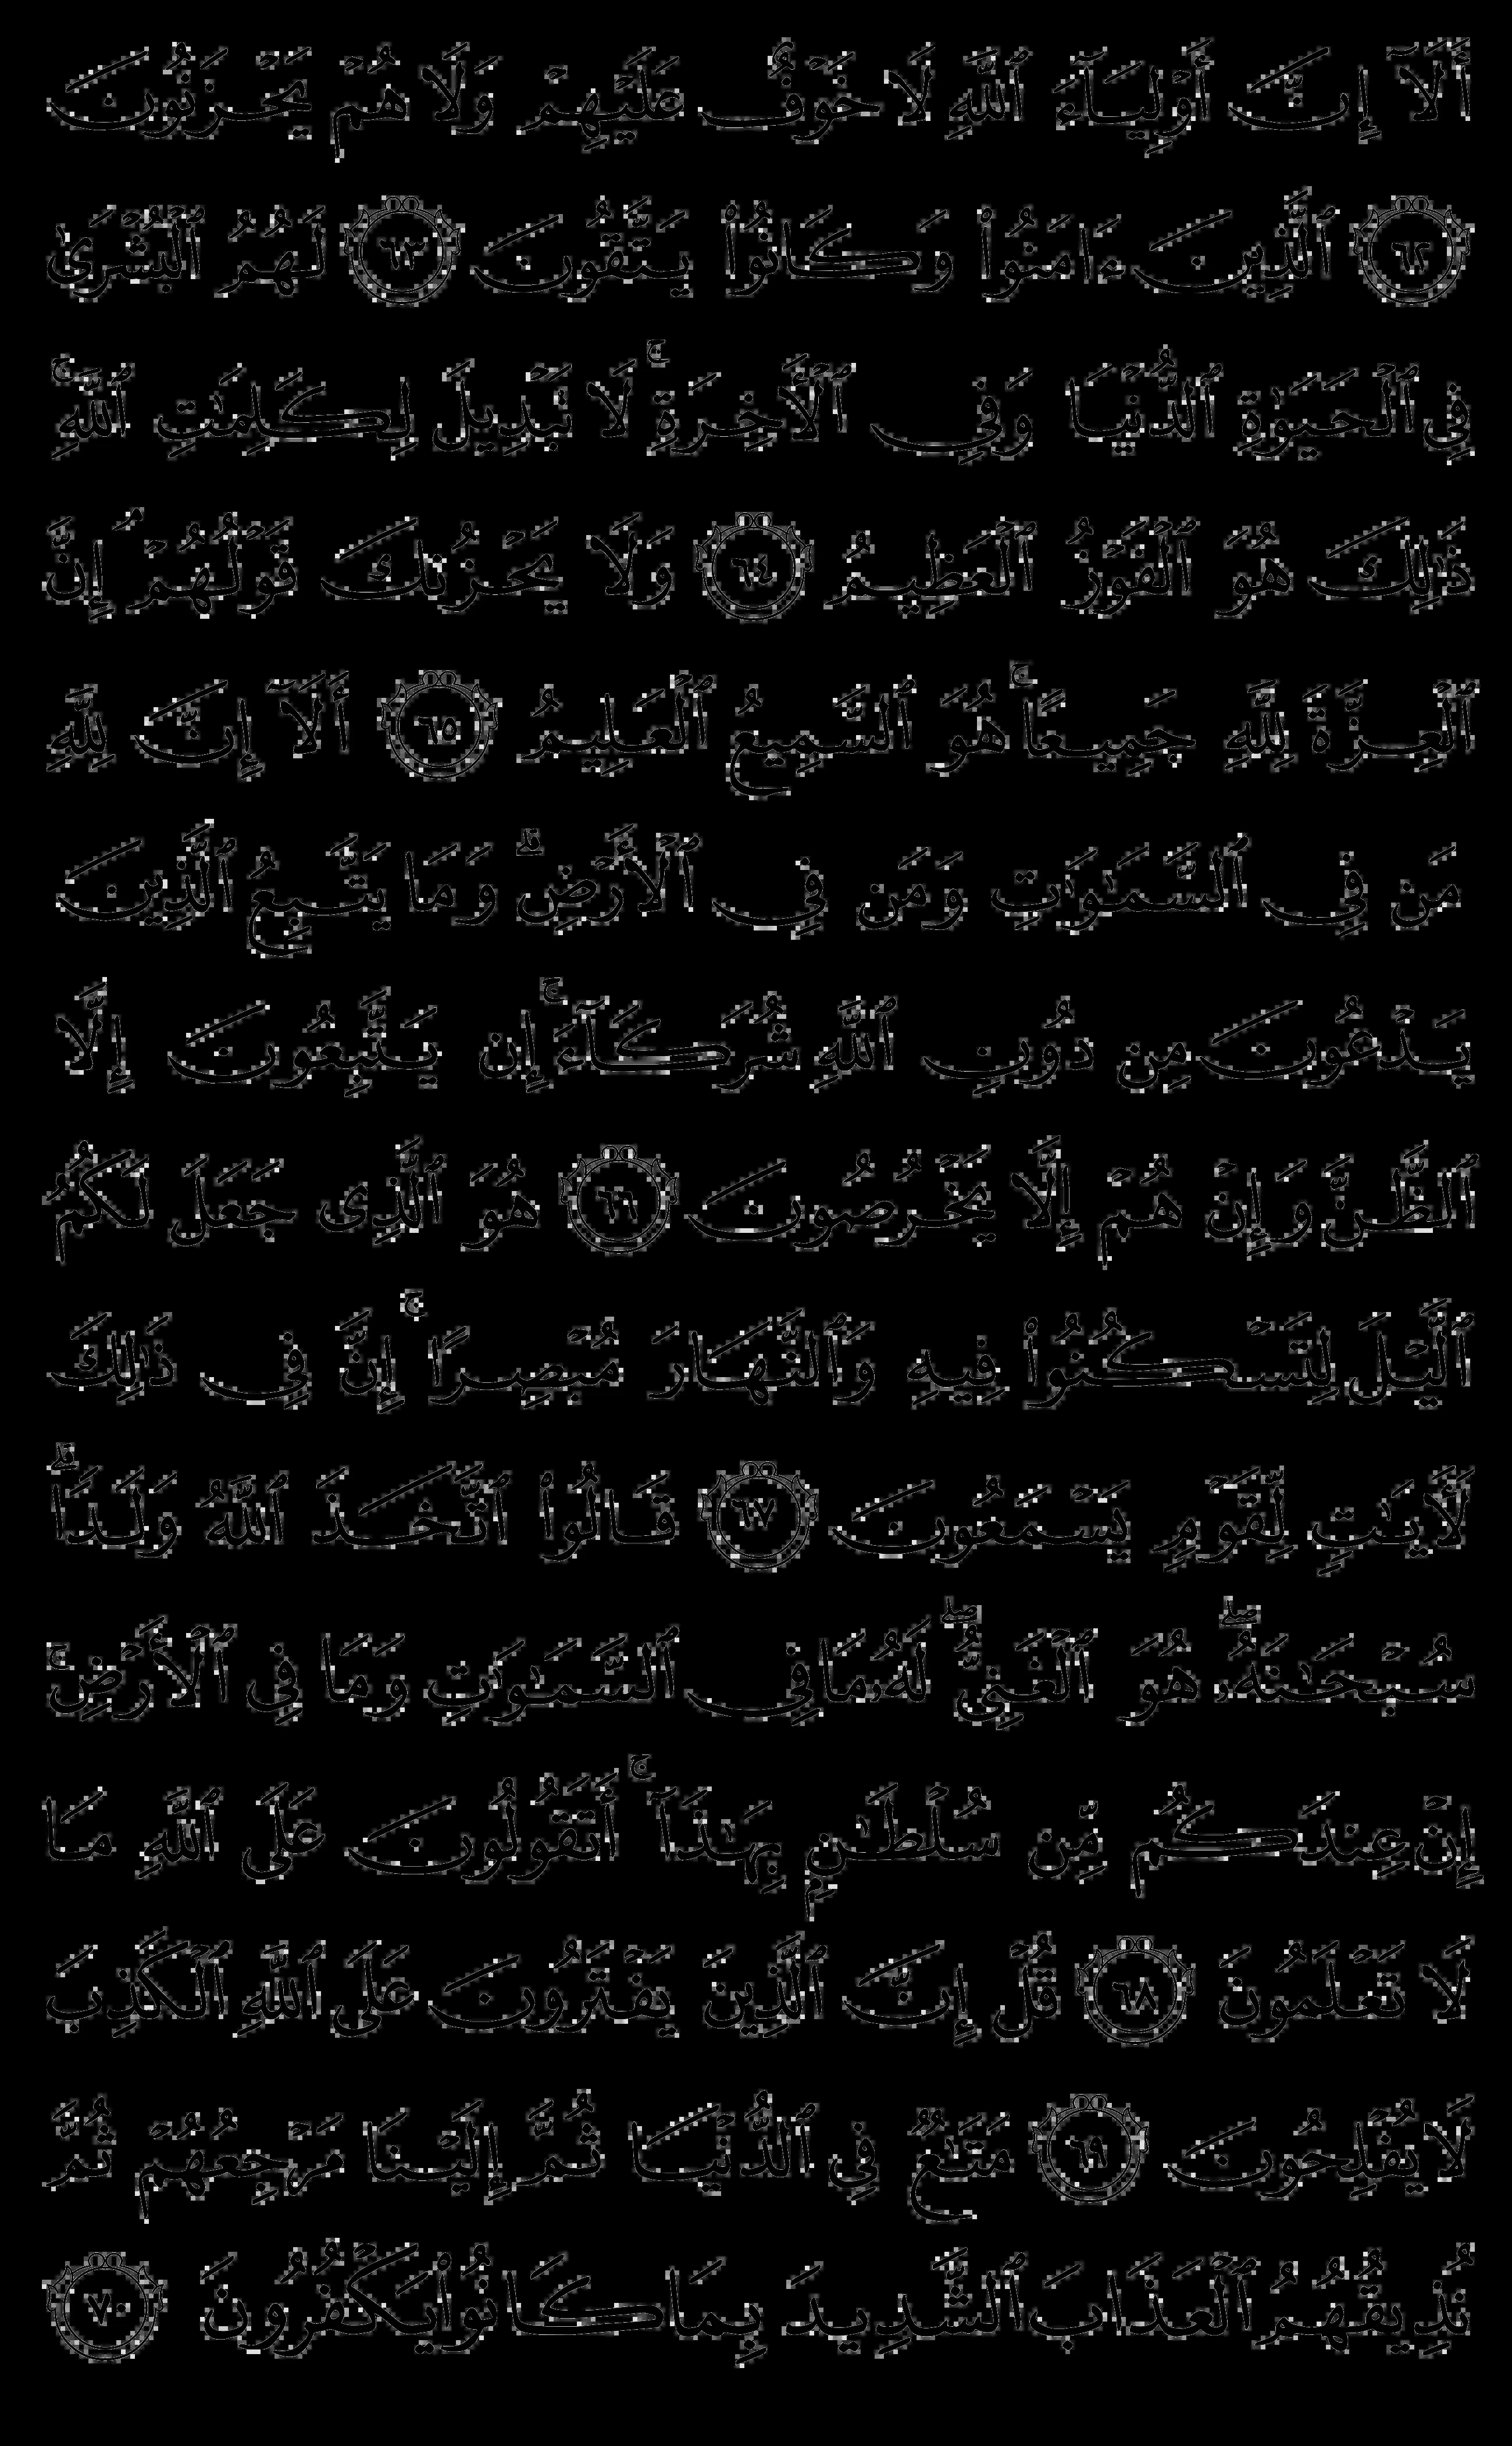 أَلَآ إِنَّ أَوْلِيَآءَ ٱللَّهِ لَا خَوْفٌ عَلَيْهِمْ وَلَا هُمْ يَحْزَنُونَ
٦٢ ٱلَّذِينَ ءَامَنُوا۟ وَكَانُوا۟ يَتَّقُونَ ٦٣ لَهُمُ ٱلْبُشْرَىٰ
فِى ٱلْحَيَوٰةِ ٱلدُّنْيَا وَفِى ٱلْأَخِرَةِ ۚ لَا تَبْدِيلَ لِكَلِمَٰتِ ٱللَّهِ ۚ
ذَٰلِكَ هُوَ ٱلْفَوْزُ ٱلْعَظِيمُ ٦٤ وَلَا يَحْزُنكَ قَوْلُهُمْ ۘ إِنَّ
ٱلْعِزَّةَ لِلَّهِ جَمِيعًا ۚ هُوَ ٱلسَّمِيعُ ٱلْعَلِيمُ ٦٥ أَلَآ إِنَّ لِلَّهِ
مَن فِى ٱلسَّمَٰوَٰتِ وَمَن فِى ٱلْأَرْضِ ۗ وَمَا يَتَّبِعُ ٱلَّذِينَ
يَدْعُونَ مِن دُونِ ٱللَّهِ شُرَكَآءَ ۚ إِن يَتَّبِعُونَ إِلَّا
ٱلظَّنَّ وَإِنْ هُمْ إِلَّا يَخْرُصُونَ ٦٦ هُوَ ٱلَّذِى جَعَلَ لَكُمُ
ٱلَّيْلَ لِتَسْكُنُوا۟ فِيهِ وَٱلنَّهَارَ مُبْصِرًا ۚ إِنَّ فِى ذَٰلِكَ
لَأَيَٰتٍ لِّقَوْمٍ يَسْمَعُونَ ٦٧ قَالُوا۟ ٱتَّخَذَ ٱللَّهُ وَلَدًا ۗ
سُبْحَٰنَهُۥ ۖ هُوَ ٱلْغَنِىُّ ۖ لَهُۥ مَا فِى ٱلسَّمَٰوَٰتِ وَمَا فِى ٱلْأَرْضِ ۚ
إِنْ عِندَكُم مِّن سُلْطَٰنٍۭ بِهَٰذَآ ۚ أَتَقُولُونَ عَلَى ٱللَّهِ مَا
لَا تَعْلَمُونَ ٦٨ قُلْ إِنَّ ٱلَّذِينَ يَفْتَرُونَ عَلَى ٱللَّهِ ٱلْكَذِبَ
لَا يُفْلِحُونَ ٦٩ مَتَٰعٌ فِى ٱلدُّنْيَا ثُمَّ إِلَيْنَا مَرْجِعُهُمْ ثُمَّ
نُذِيقُهُمُ ٱلْعَذَابَ ٱلشَّدِيدَ بِمَا كَانُوا۟ يَكْفُرُونَ ٧٠